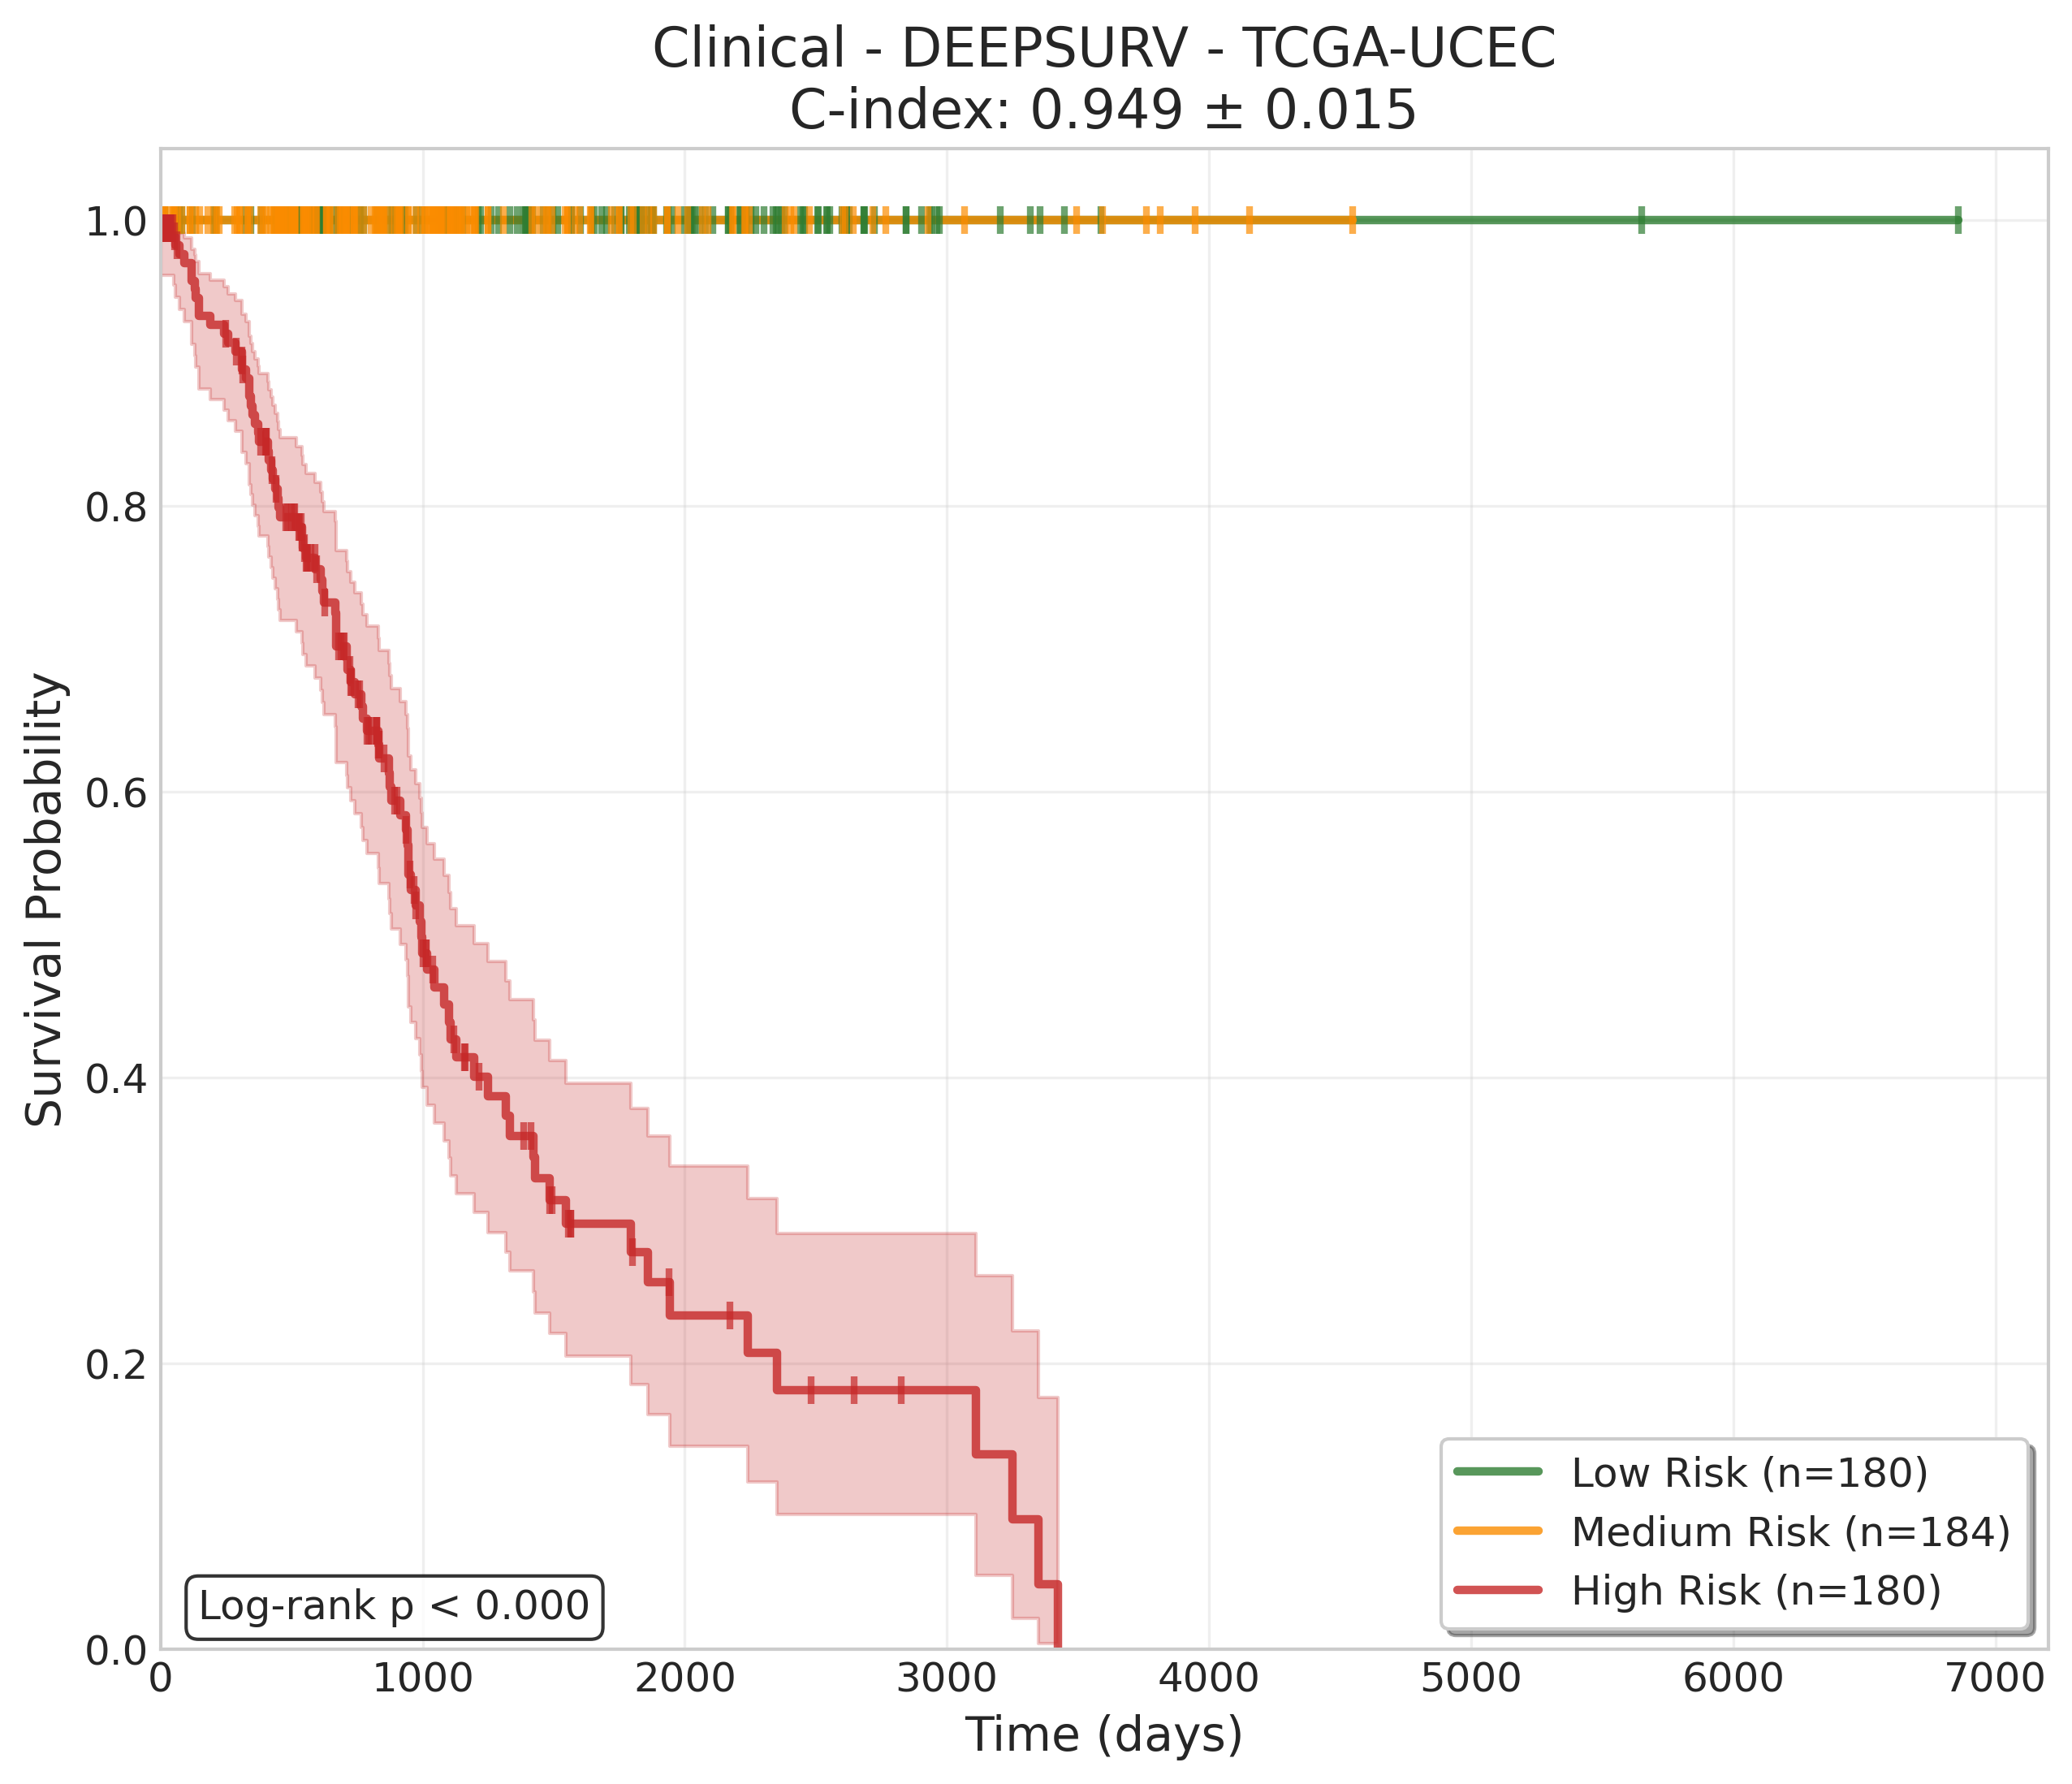 Clinical - DEEPSURV - TCGA-UCEC
C-index: 0.949 ± 0.015
Survival Probability
1.0
0.8
0.6
0.4
0.2
0.0
Log-rank p < 0.000
Low Risk (n=180)
Medium Risk (n=184)
High Risk (n=180)
0 1000 2000 3000 4000 5000 6000 7000
Time (days)